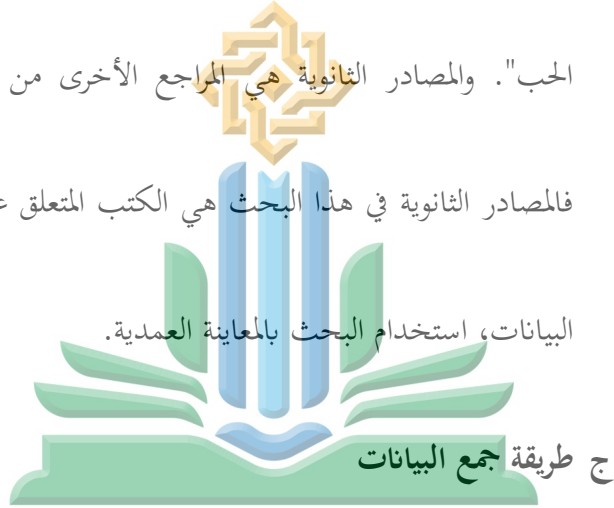 الحب". والمصادر الثانوية هي المراجع الأخرى من
فالمصادر الثانوية في هذا البحث هي الكتب المتعلق
البيانات، استخدام البحث بالمعاينة العمدية.
ج طريقة جمع البيانات